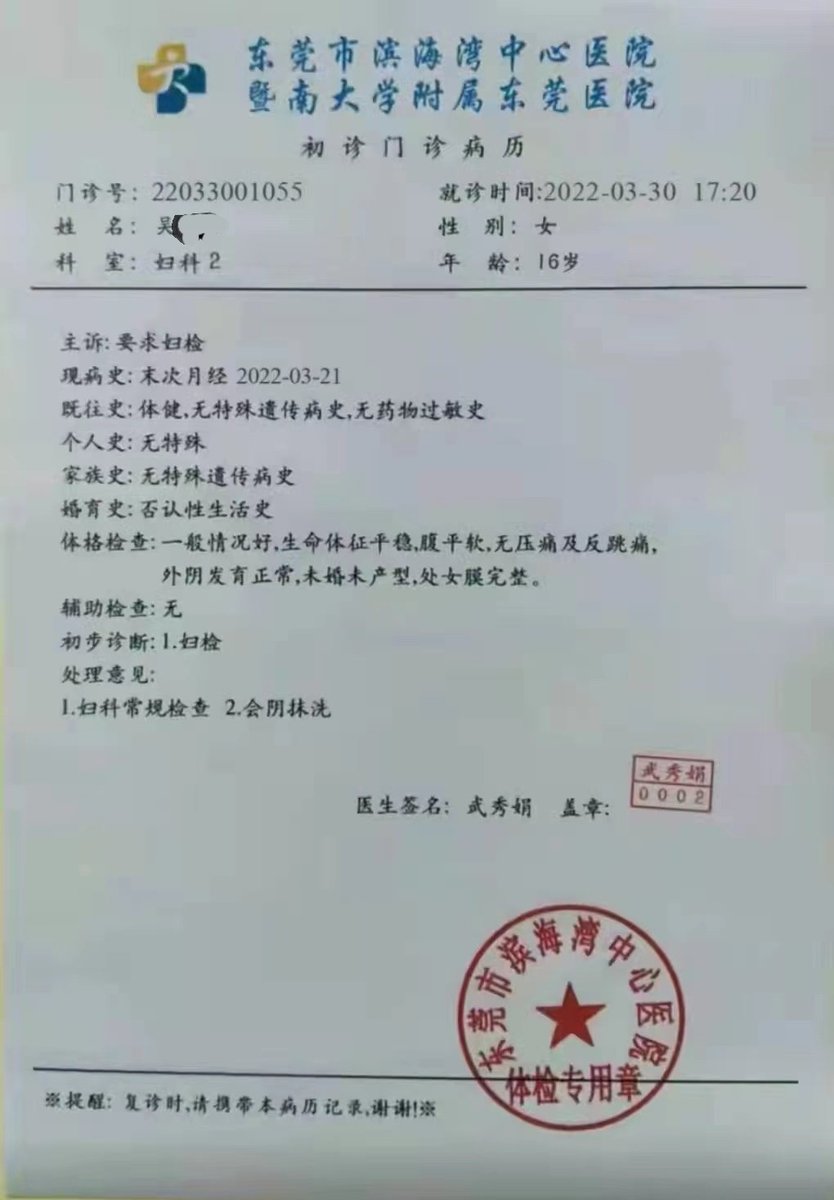 东莞市滨海湾中心医院
暨南大学附属东莞医院
初诊门诊病历
门诊号: 22033001055 就诊时间:2022-03-30 17:20
姓 名: 吴 性 别: 女
科 室: 妇科2 年 龄: 16岁
主诉: 要求妇检
现病史: 末次月经 2022-03-21
既往史: 体健,无特殊遗传病史,无药物过敏史
个人史: 无特殊
家族史: 无特殊遗传病史
婚育史: 否认性生活史
体格检查: 一般情况好,生命体征平稳,腹平软,无压痛及反跳痛,
外阴发育正常,未婚未产型,处女膜完整。
辅助检查: 无
初步诊断: 1.妇检
处理意见:
1.妇科常规检查 2.会阴抹洗
武秀娟
0002
医生签名: 武秀娟 盖章:
东莞市滨海湾中心医院
体检专用章
※提醒: 复诊时,请携带本病历记录,谢谢!※